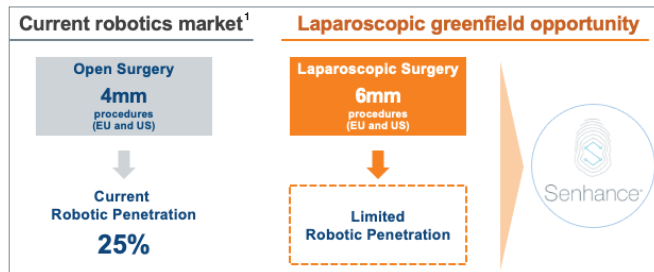 Current robotics market¹
Laparoscopic greenfield opportunity
Open Surgery
4mm
procedures
(EU and US)
Current
Robotic Penetration
25%
Laparoscopic Surgery
6mm
procedures
(EU and US)
Limited
Robotic Penetration
Senhance